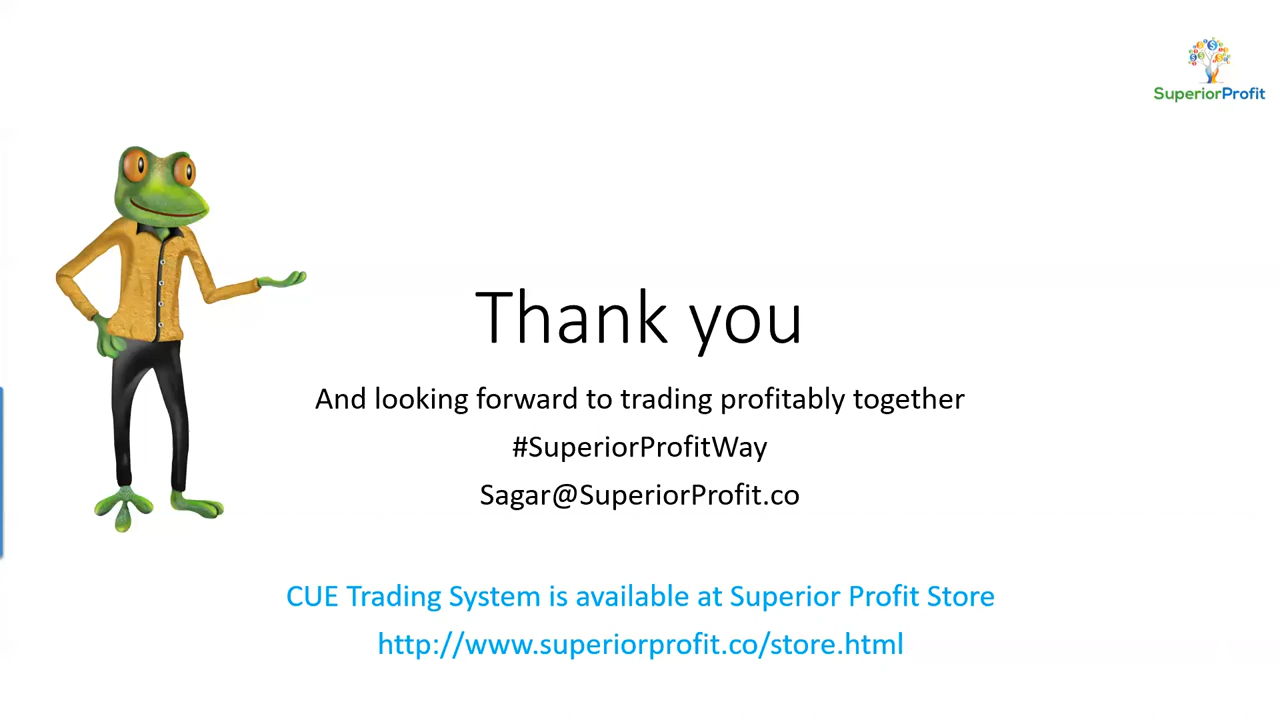 SuperiorProfit
Thank you
And looking forward to trading profitably together
#SuperiorProfitWay
Sagar@SuperiorProfit.co
CUE Trading System is available at Superior Profit Store
http://www.superiorprofit.co/store.html